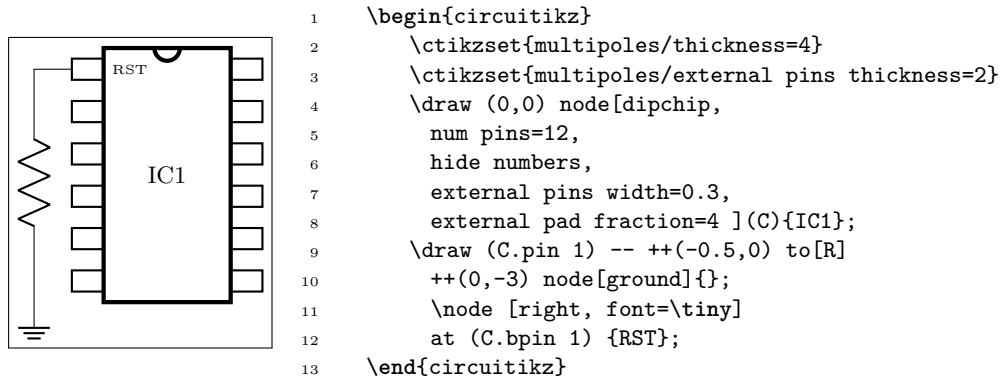 RST
IC1
1 \begin{circuitikz}
2 \ctikzset{multipoles/thickness=4}
3 \ctikzset{multipoles/external pins thickness=2}
4 \draw (0,0) node[dipchip,
5 num pins=12,
6 hide numbers,
7 external pins width=0.3,
8 external pad fraction=4 ](C){IC1};
9 \draw (C.pin 1) -- ++(-0.5,0) to[R]
10 ++(0,-3) node[ground]{};
11 \node [right, font=\tiny]
12 at (C.bpin 1) {RST};
13 \end{circuitikz}